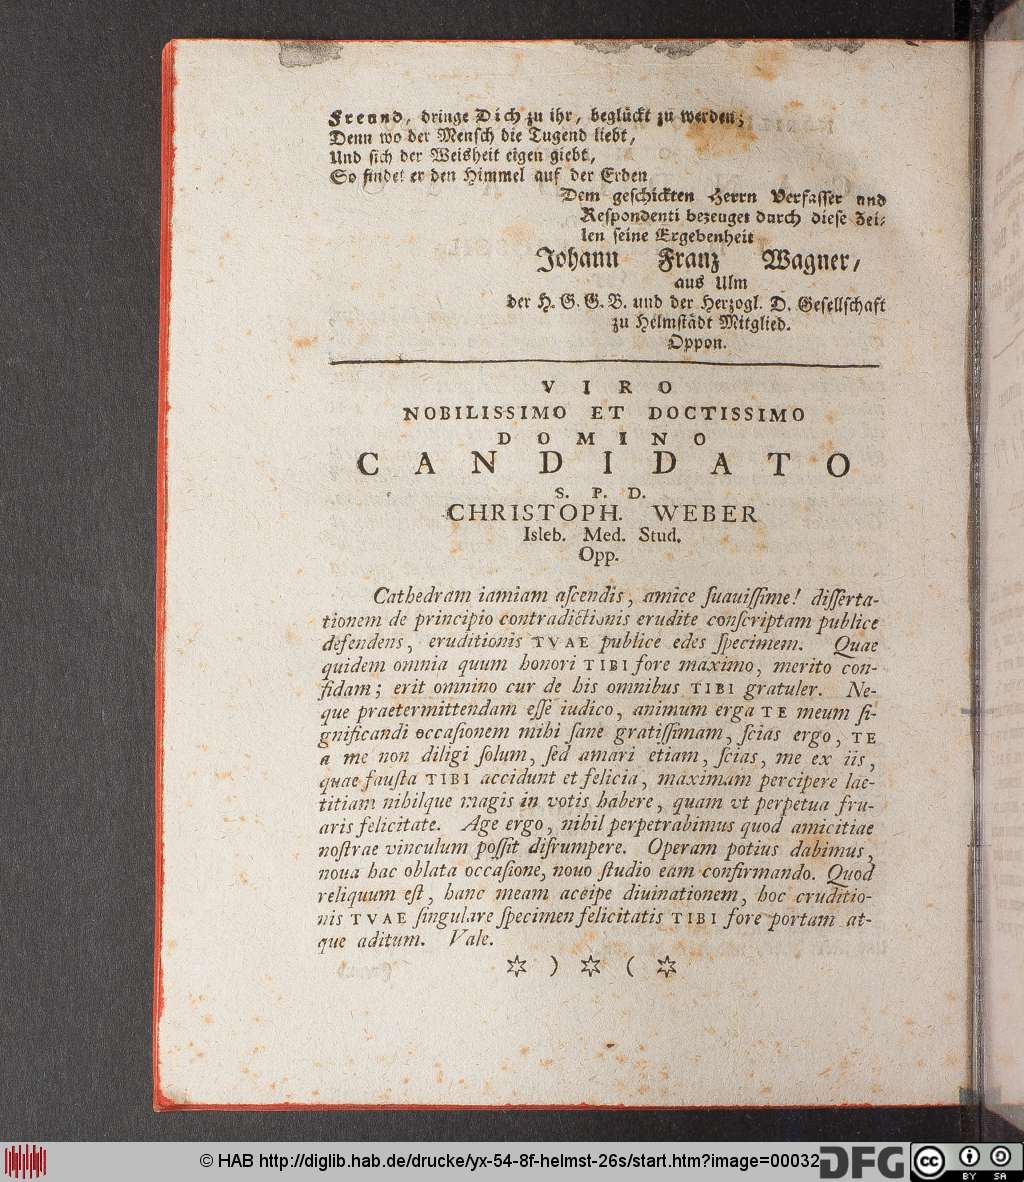 Freund, dringe Dich zu ihr, beglückt zu werden;
Denn wo der Mensch die Tugend liebt,
Und sich der Weisheit eigen giebt,
So findet er den Himmel auf der Erden
Dem geschickten Herrn Verfasser und
Respondenti bezeuget durch diese Zei-
len seine Ergebenheit
Johann Franz Wagner,
aus Ulm
der H. G. G. B. und der Herzogl. D. Gesellschaft
zu Helmstädt Mitglied.
Oppon.
VIRO
NOBILISSIMO ET DOCTISSIMO
DOMINO
CANDIDATO
S. P. D.
CHRISTOPH. WEBER
Isleb. Med. Stud.
Opp.
Cathedram iamiam aſcendis, amice ſuauiſſime! diſſerta-
tionem de principio contradictionis erudite conſcriptam publice
defendens, eruditionis TVAE publice edes ſpecimem. Quae
quidem omnia quum honori TIBI fore maximo, merito con-
fidam; erit omnino cur de his omnibus TIBI gratuler. Ne-
que praetermittendam eſſe iudico, animum erga TE meum ſi-
gnificandi occaſionem mihi ſane gratiſſimam, ſcias ergo, TE
a me non diligi ſolum, ſed amari etiam, ſcias, me ex iis,
quae fauſta TIBI accidunt et felicia, maximam percipere lae-
titiam nihilque magis in votis habere, quam vt perpetua fru-
aris felicitate. Age ergo, nihil perpetrabimus quod amicitiae
noſtrae vinculum poſſit diſrumpere. Operam potius dabimus,
noua hac oblata occaſione, nouo ſtudio eam confirmando. Quod
reliquum eſt, hanc meam accipe diuinationem, hoc eruditio-
nis TVAE ſingulare ſpecimen felicitatis TIBI fore portam at-
que aditum. Vale.
© HAB http://diglib.hab.de/drucke/yx-54-8f-helmst-26s/start.htm?image=00032
DFG
cc BY SA